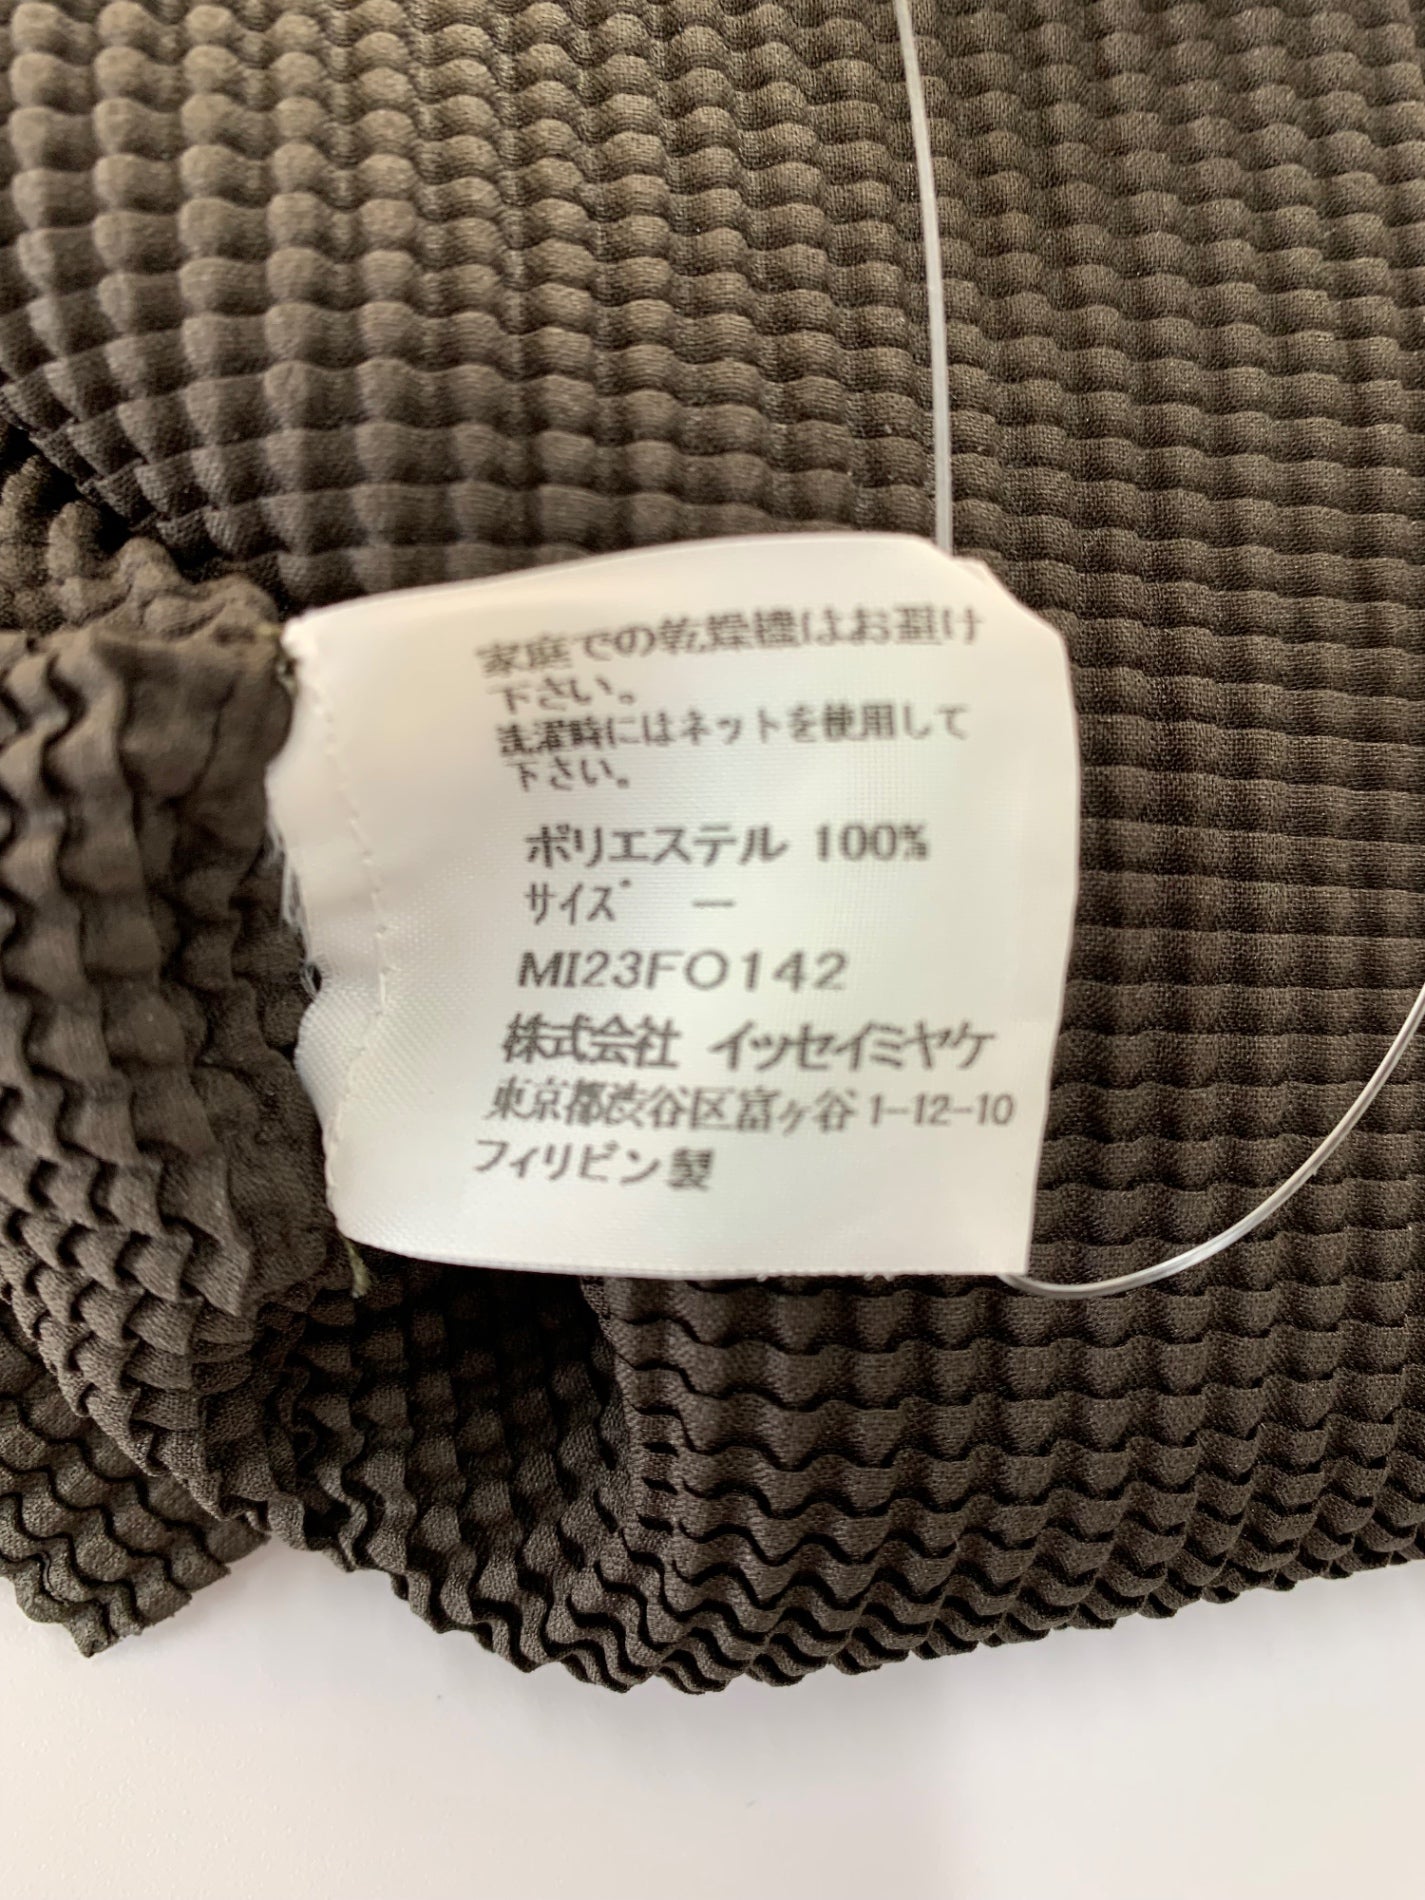 家庭での乾燥機はお避け
下さい。
洗濯時にはネットを使用して
下さい。
ポリエステル 100%
サイズ ー
MI23FO142
株式会社 イッセイミヤケ
東京都渋谷区富ヶ谷1-12-10
フィリピン製